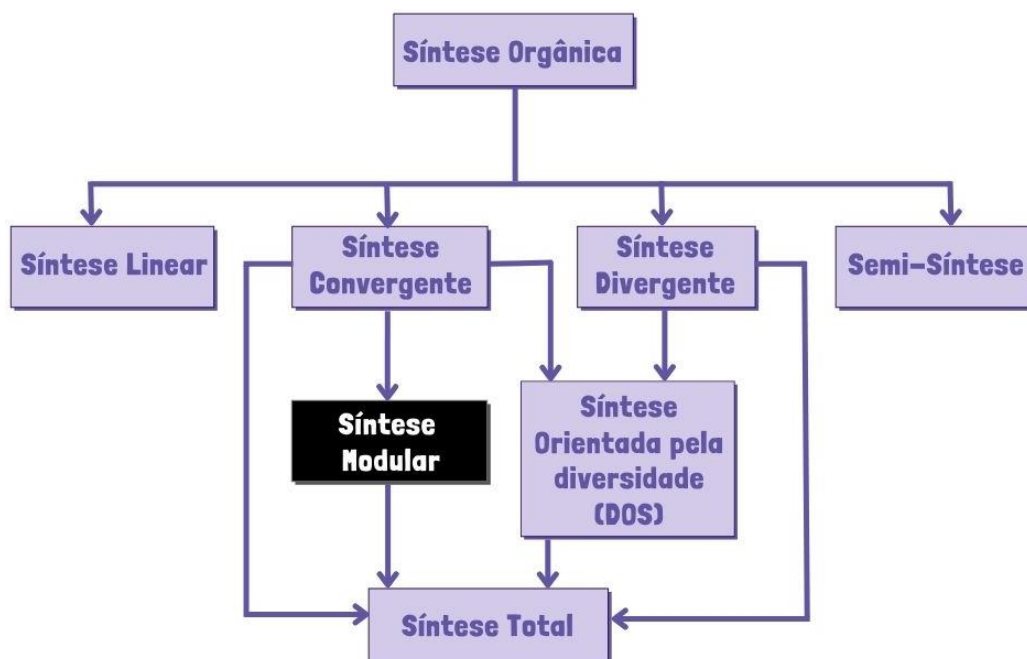 Síntese Orgânica
Síntese Linear
Síntese
Convergente
Síntese
Divergente
Semi-Síntese
Síntese
Modular
Síntese
Orientada pela
diversidade
(DOS)
Síntese Total